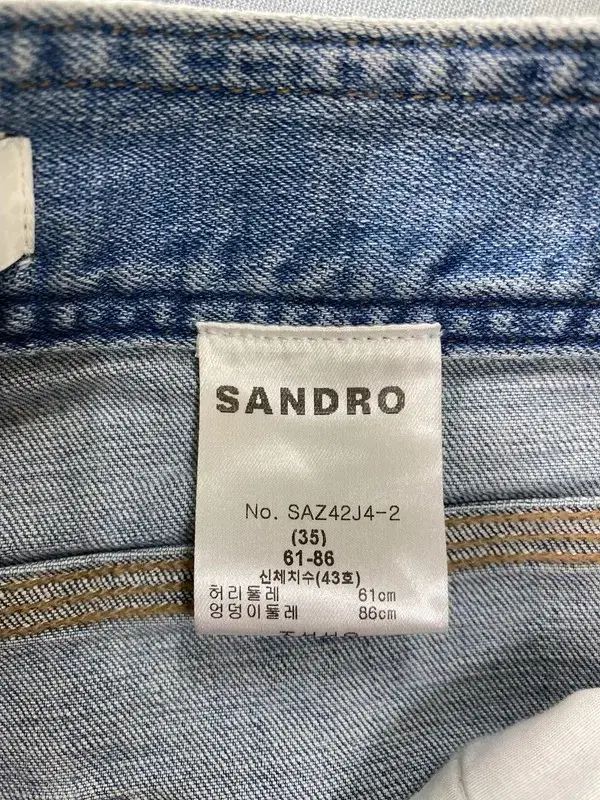 SANDRO
No. SAZ42J4-2
(35)
61-86
신체치수(43호)
허리둘레 61cm
엉덩이둘레 86cm